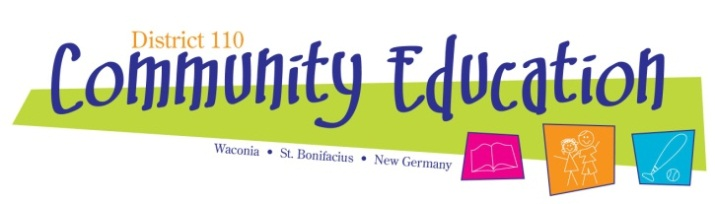 District 110
Community Education
Waconia • St. Bonifacius • New Germany